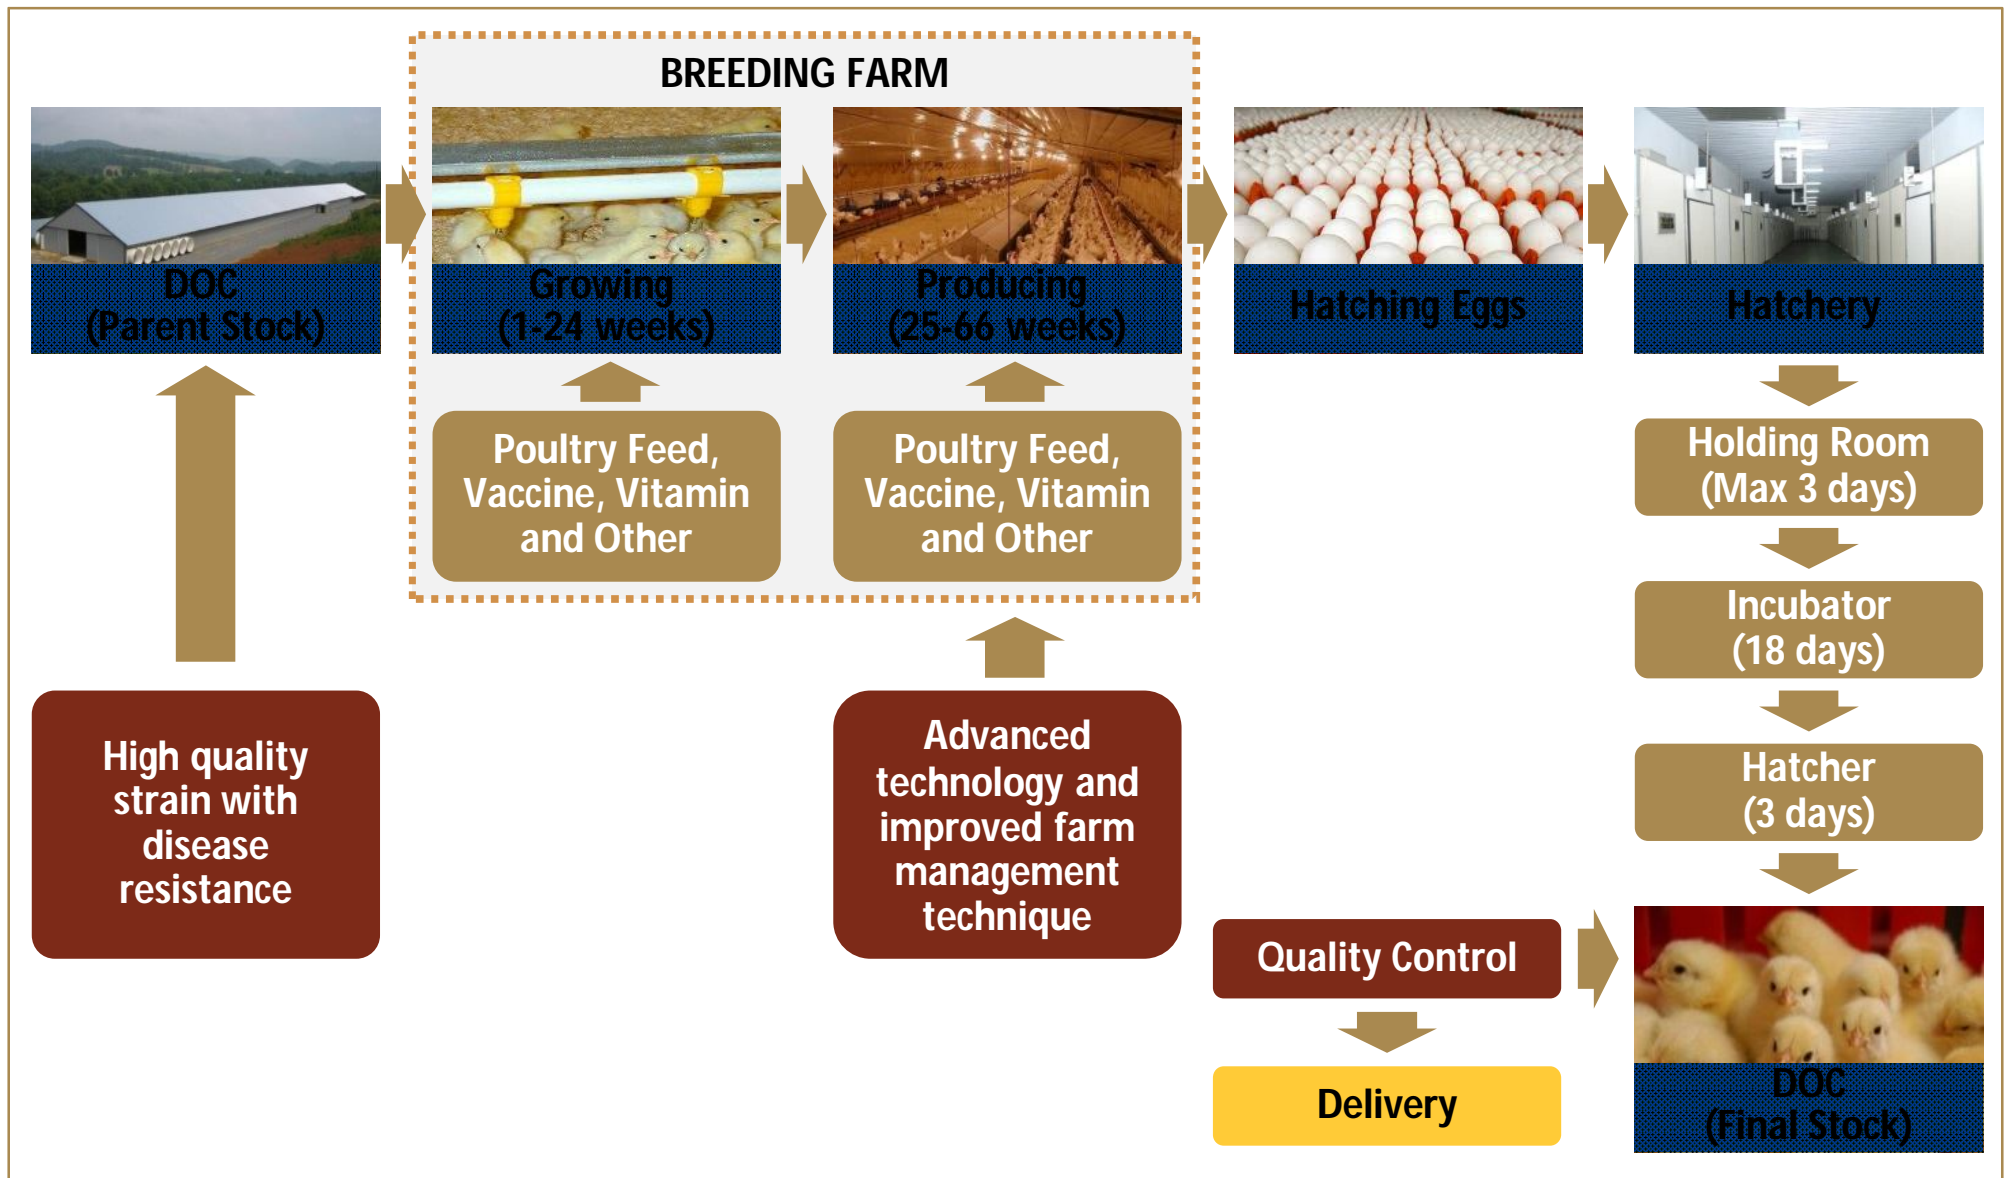 BREEDING FARM
DOC
(Parent Stock)
Growing
(1-24 weeks)
Producing
(25-66 weeks)
Hatching Eggs
Hatchery
Poultry Feed,
Vaccine, Vitamin
and Other
Poultry Feed,
Vaccine, Vitamin
and Other
Holding Room
(Max 3 days)
Incubator
(18 days)
Hatcher
(3 days)
High quality
strain with
disease
resistance
Advanced
technology and
improved farm
management
technique
Quality Control
Delivery
DOC
(Final Stock)